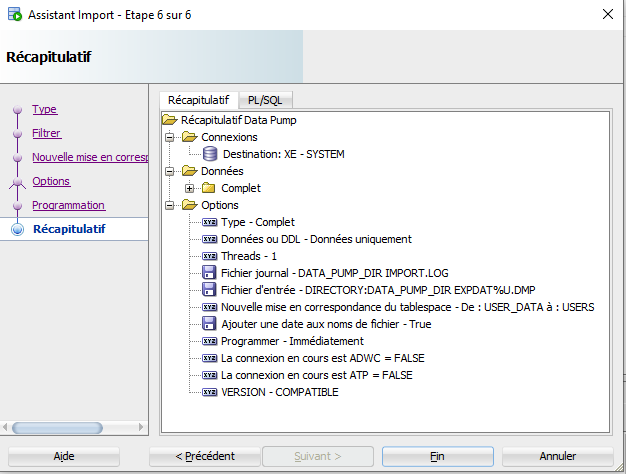 Assistant Import - Etape 6 sur 6
Récapitulatif
Type
Filtrer
Nouvelle mise en corresp
Options
Programmation
Récapitulatif
Récapitulatif
PL/SQL
Récapitulatif Data Pump
Connexions
Destination: XE - SYSTEM
Données
Complet
Options
Type - Complet
Données ou DDL - Données uniquement
Threads - 1
Fichier journal - DATA_PUMP_DIR IMPORT.LOG
Fichier d'entrée - DIRECTORY:DATA_PUMP_DIR EXPDAT%U.DMP
Nouvelle mise en correspondance du tablespace - De : USER_DATA à : USERS
Ajouter une date aux noms de fichier - True
Programmer - Immédiatement
La connexion en cours est ADWC = FALSE
La connexion en cours est ATP = FALSE
VERSION - COMPATIBLE
Aide
< Précédent
Suivant >
Fin
Annuler